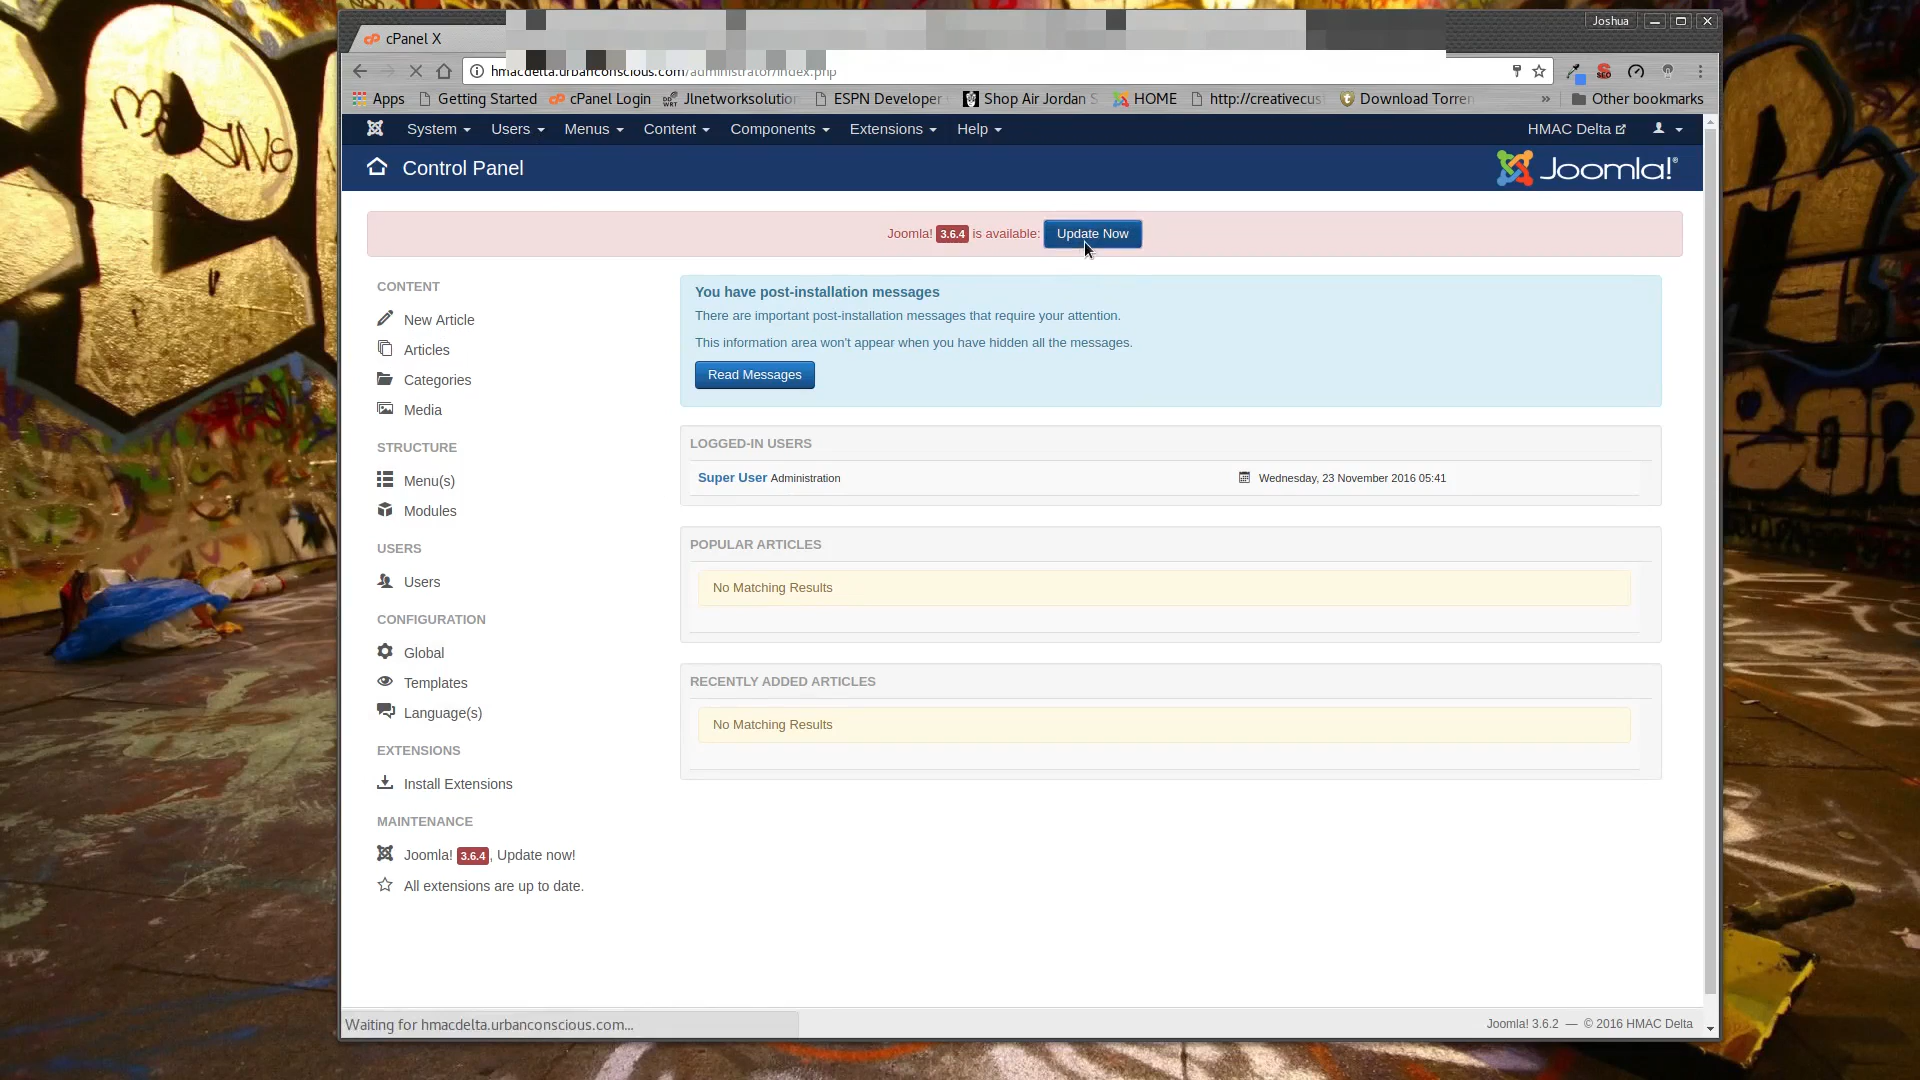 Joshua
cPanel X
hmacdelta.urbanconscious.com/administrator/index.php
Apps Getting Started cPanel Login Jlnetworksolutio ESPN Developer Shop Air Jordan S HOME http://creativecus Download Torren » Other bookmarks
System Users Menus Content Components Extensions Help HMAC Delta
Control Panel Joomla!®
Joomla! 3.6.4 is available: Update Now
CONTENT
New Article
Articles
Categories
Media
STRUCTURE
Menu(s)
Modules
USERS
Users
CONFIGURATION
Global
Templates
Language(s)
EXTENSIONS
Install Extensions
MAINTENANCE
Joomla! 3.6.4, Update now!
All extensions are up to date.
You have post-installation messages
There are important post-installation messages that require your attention.
This information area won't appear when you have hidden all the messages.
Read Messages
LOGGED-IN USERS
Super User Administration Wednesday, 23 November 2016 05:41
POPULAR ARTICLES
No Matching Results
RECENTLY ADDED ARTICLES
No Matching Results
Waiting for hmacdelta.urbanconscious.com...
Joomla! 3.6.2 — © 2016 HMAC Delta